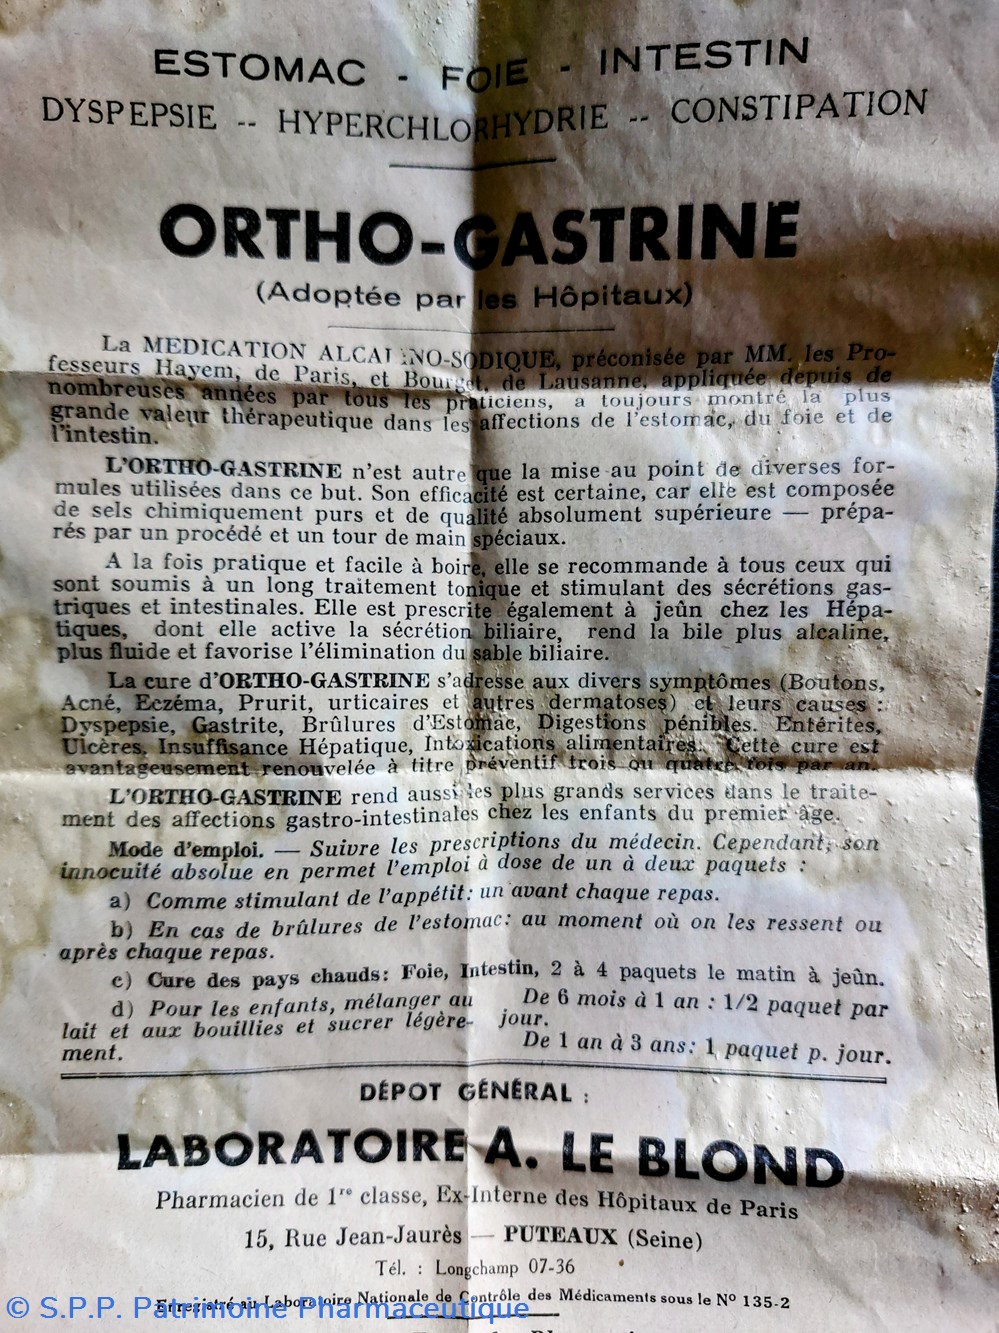 ESTOMAC - FOIE - INTESTIN
DYSPEPSIE -- HYPERCHLORHYDRIE -- CONSTIPATION
ORTHO-GASTRINE
(Adoptée par les Hôpitaux)
La MEDICATION ALCALINO-SODIQUE, préconisée par MM. les Pro-
fesseurs Hayem, de Paris, et Bourget, de Lausanne, appliquée depuis de
nombreuses années par tous les praticiens, a toujours montré la plus
grande valeur thérapeutique dans les affections de l'estomac, du foie et de
l'intestin.
L'ORTHO-GASTRINE n'est autre que la mise au point de diverses for-
mules utilisées dans ce but. Son efficacité est certaine, car elle est composée
de sels chimiquement purs et de qualité absolument supérieure — prépa-
rés par un procédé et un tour de main spéciaux.
A la fois pratique et facile à boire, elle se recommande à tous ceux qui
sont soumis à un long traitement tonique et stimulant des sécrétions gas-
triques et intestinales. Elle est prescrite également à jeûn chez les Hépa-
tiques, dont elle active la sécrétion biliaire, rend la bile plus alcaline,
plus fluide et favorise l'élimination du sable biliaire.
La cure d'ORTHO-GASTRINE s'adresse aux divers symptômes (Boutons,
Acné, Eczéma, Prurit, urticaires et autres dermatoses) et leurs causes :
Dyspepsie, Gastrite, Brûlures d'Estomac, Digestions pénibles. Entérites,
Ulcères, Insuffisance Hépatique, Intoxications alimentaires. Cette cure est
avantageusement renouvelée à titre préventif trois ou quatre fois par an.
L'ORTHO-GASTRINE rend aussi les plus grands services dans le traite-
ment des affections gastro-intestinales chez les enfants du premier âge.
Mode d'emploi. — Suivre les prescriptions du médecin. Cependant, son
innocuité absolue en permet l'emploi à dose de un à deux paquets :
a) Comme stimulant de l'appétit: un avant chaque repas.
b) En cas de brûlures de l'estomac: au moment où on les ressent ou
après chaque repas.
c) Cure des pays chauds: Foie, Intestin, 2 à 4 paquets le matin à jeûn.
d) Pour les enfants, mélanger au
lait et aux bouillies et sucrer légère-
ment.
De 6 mois à 1 an : 1/2 paquet par
jour.
De 1 an à 3 ans: 1 paquet p. jour.
DÉPOT GÉNÉRAL :
LABORATOIRE A. LE BLOND
Pharmacien de 1re classe, Ex-Interne des Hôpitaux de Paris
15, Rue Jean-Jaurès — PUTEAUX (Seine)
Tél. : Longchamp 07-36
Enregistré au Laboratoire Nationale de Contrôle des Médicaments sous le No 135-2
© S.P.P. Patrimoine Pharmaceutique